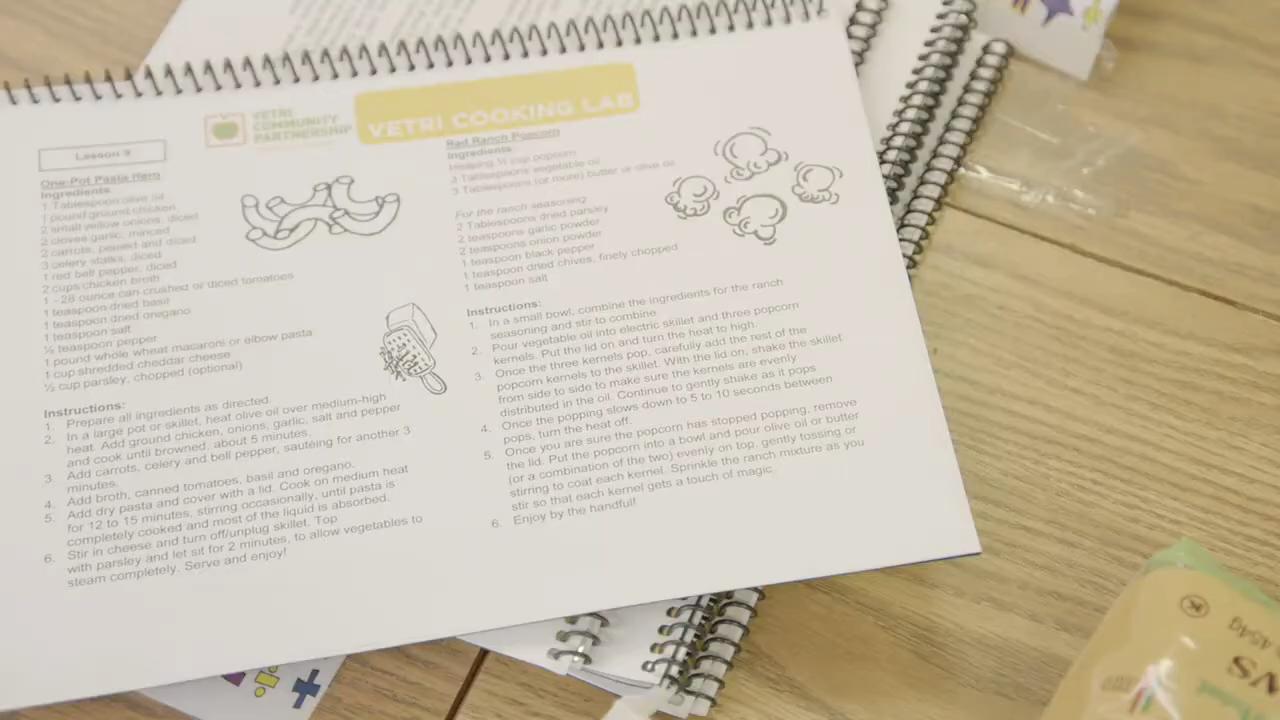 VETRI
COMMUNITY
PARTNERSHIP
VETRI COOKING LAB
Lesson 9
One-Pot Pasta Hero
Ingredients
1 Tablespoon olive oil
1 pound ground chicken
2 small yellow onions, diced
2 cloves garlic, minced
2 carrots, peeled and diced
3 celery stalks, diced
1 red bell pepper, diced
2 cups chicken broth
1 - 28 ounce can crushed or diced tomatoes
1 teaspoon dried basil
1 teaspoon dried oregano
1 teaspoon salt
½ teaspoon pepper
1 pound whole wheat macaroni or elbow pasta
1 cup shredded cheddar cheese
½ cup parsley, chopped (optional)
Instructions:
1. Prepare all ingredients as directed.
2. In a large pot or skillet, heat olive oil over medium-high
heat. Add ground chicken, onions, garlic, salt and pepper
and cook until browned, about 5 minutes.
3. Add carrots, celery and bell pepper, sautéing for another 3
minutes.
4. Add broth, canned tomatoes, basil and oregano.
5. Add dry pasta and cover with a lid. Cook on medium heat
for 12 to 15 minutes, stirring occasionally, until pasta is
completely cooked and most of the liquid is absorbed.
6. Stir in cheese and turn off/unplug skillet. Top
with parsley and let sit for 2 minutes, to allow vegetables to
steam completely. Serve and enjoy!
Rad Ranch Popcorn
Ingredients
cup popcorn
3 Tablespoons vegetable oil
3 Tablespoons (or more) butter or olive oil
For the ranch seasoning
2 Tablespoons dried parsley
2 teaspoons garlic powder
2 teaspoons onion powder
1 teaspoon black pepper
1 teaspoon dried chives, finely chopped
1 teaspoon salt
Instructions:
1. In a small bowl, combine the ingredients for the ranch
seasoning and stir to combine.
2. Pour vegetable oil into electric skillet and three popcorn
kernels. Put the lid on and turn the heat to high.
3. Once the three kernels pop, carefully add the rest of the
popcorn kernels to the skillet. With the lid on, shake the skillet
from side to side to make sure the kernels are evenly
distributed in the oil. Continue to gently shake as it pops
4. Once the popping slows down to 5 to 10 seconds between
pops, turn the heat off.
5. Once you are sure the popcorn has stopped popping, remove
the lid. Put the popcorn into a bowl and pour olive oil or butter
(or a combination of the two) evenly on top, gently tossing or
stirring to coat each kernel. Sprinkle the ranch mixture as you
stir so that each kernel gets a touch of magic.
6. Enjoy by the handful!
K
454g